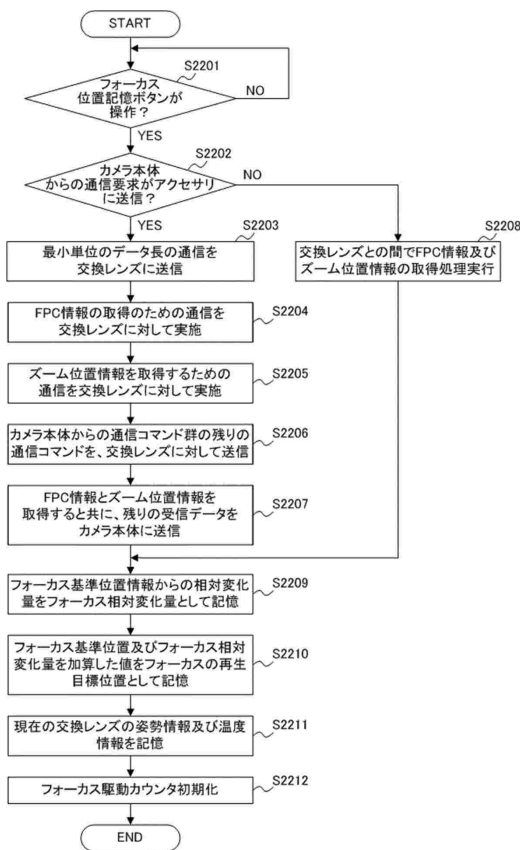 START
S2201
フォーカス
位置記憶ボタンが
操作？
NO
YES
S2202
カメラ本体
からの通信要求がアクセサリ
に送信？
NO
YES
S2203
最小単位のデータ長の通信を
交換レンズに送信
S2208
交換レンズとの間でFPC情報及び
ズーム位置情報の取得処理実行
S2204
FPC情報の取得のための通信を
交換レンズに対して実施
S2205
ズーム位置情報を取得するための
通信を交換レンズに対して実施
S2206
カメラ本体からの通信コマンド群の残りの
通信コマンドを、交換レンズに対して送信
S2207
FPC情報とズーム位置情報を
取得すると共に、残りの受信データを
カメラ本体に送信
S2209
フォーカス基準位置情報からの相対変化
量をフォーカス相対変化量として記憶
S2210
フォーカス基準位置及びフォーカス相対
変化量を加算した値をフォーカスの再生
目標位置として記憶
S2211
現在の交換レンズの姿勢情報及び温度
情報を記憶
S2212
フォーカス駆動カウンタ初期化
END